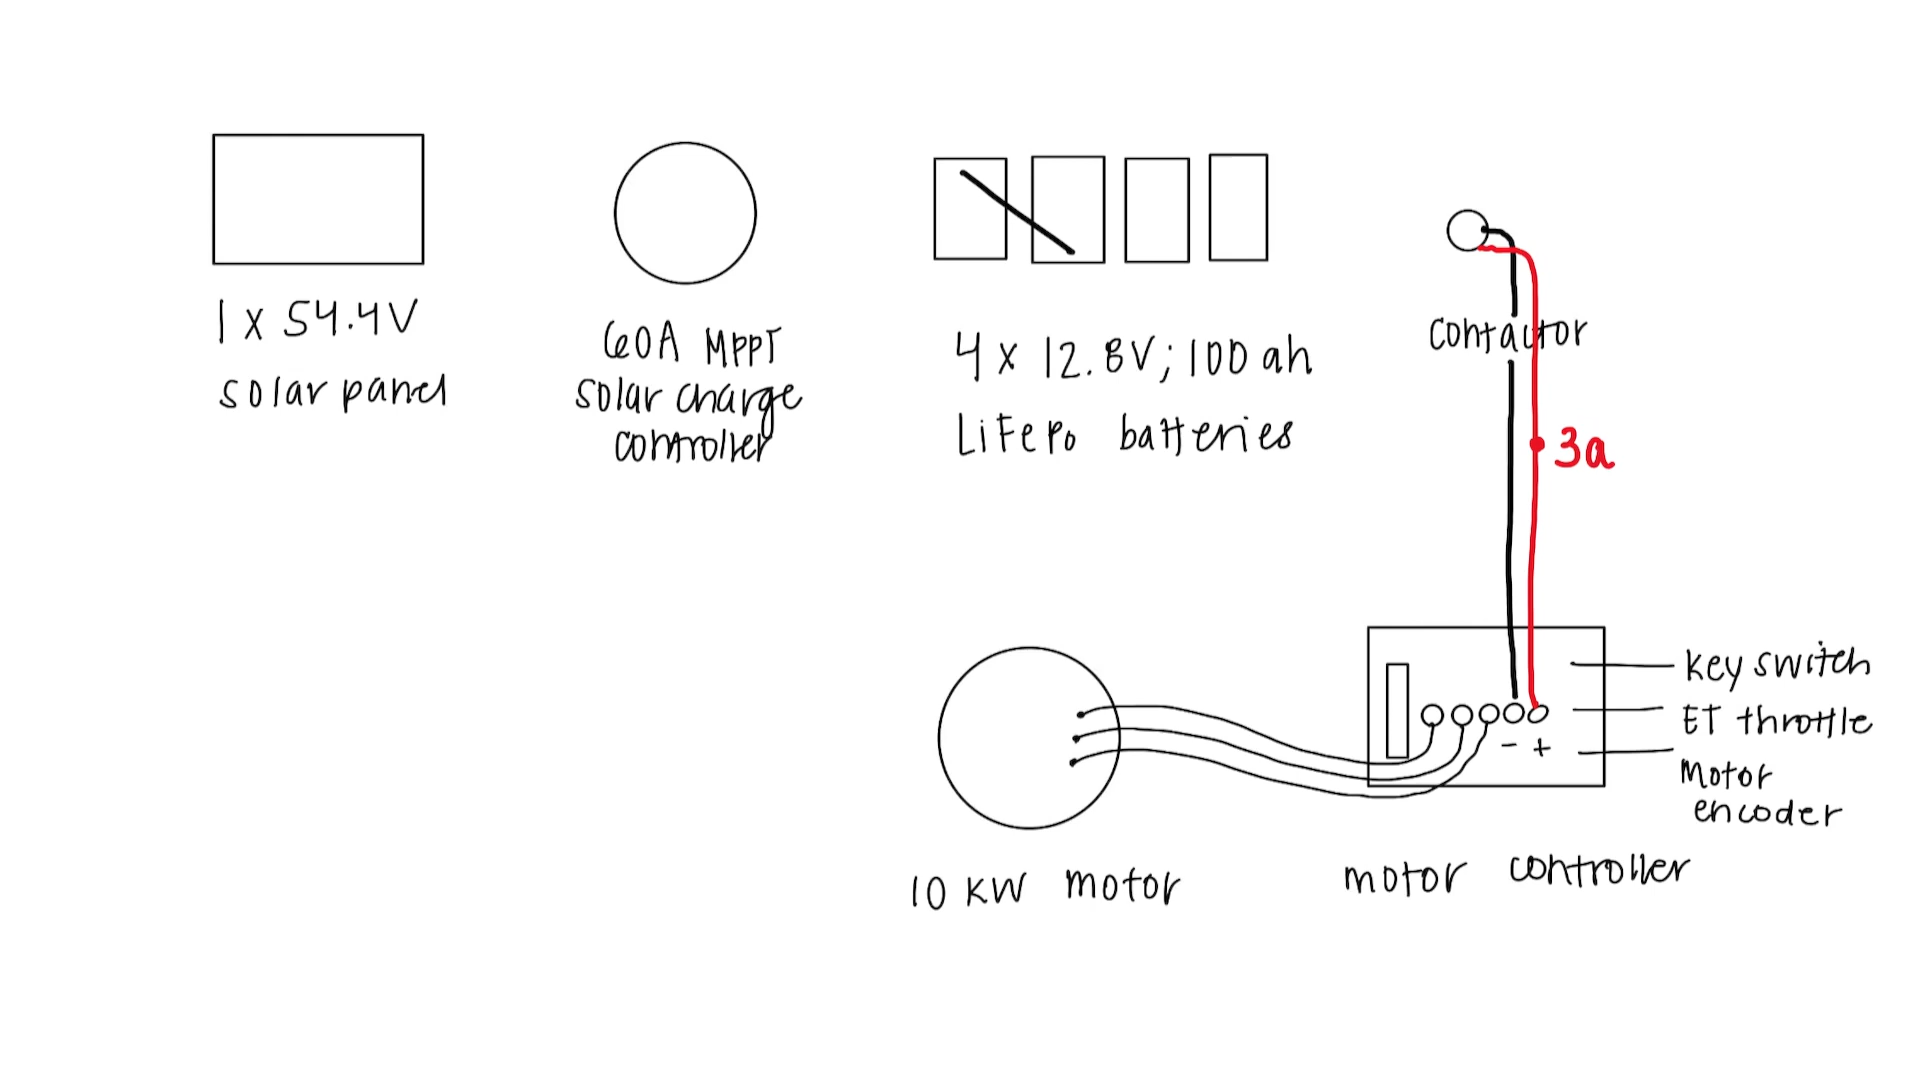 1 x 54.4V
solar panel
60A MPPT
solar charge
controller
4 x 12.8V; 100 ah
LiFePo batteries
Contactor
3a
Key switch
ET throttle
Motor
encoder
- +
10 KW motor
motor controller